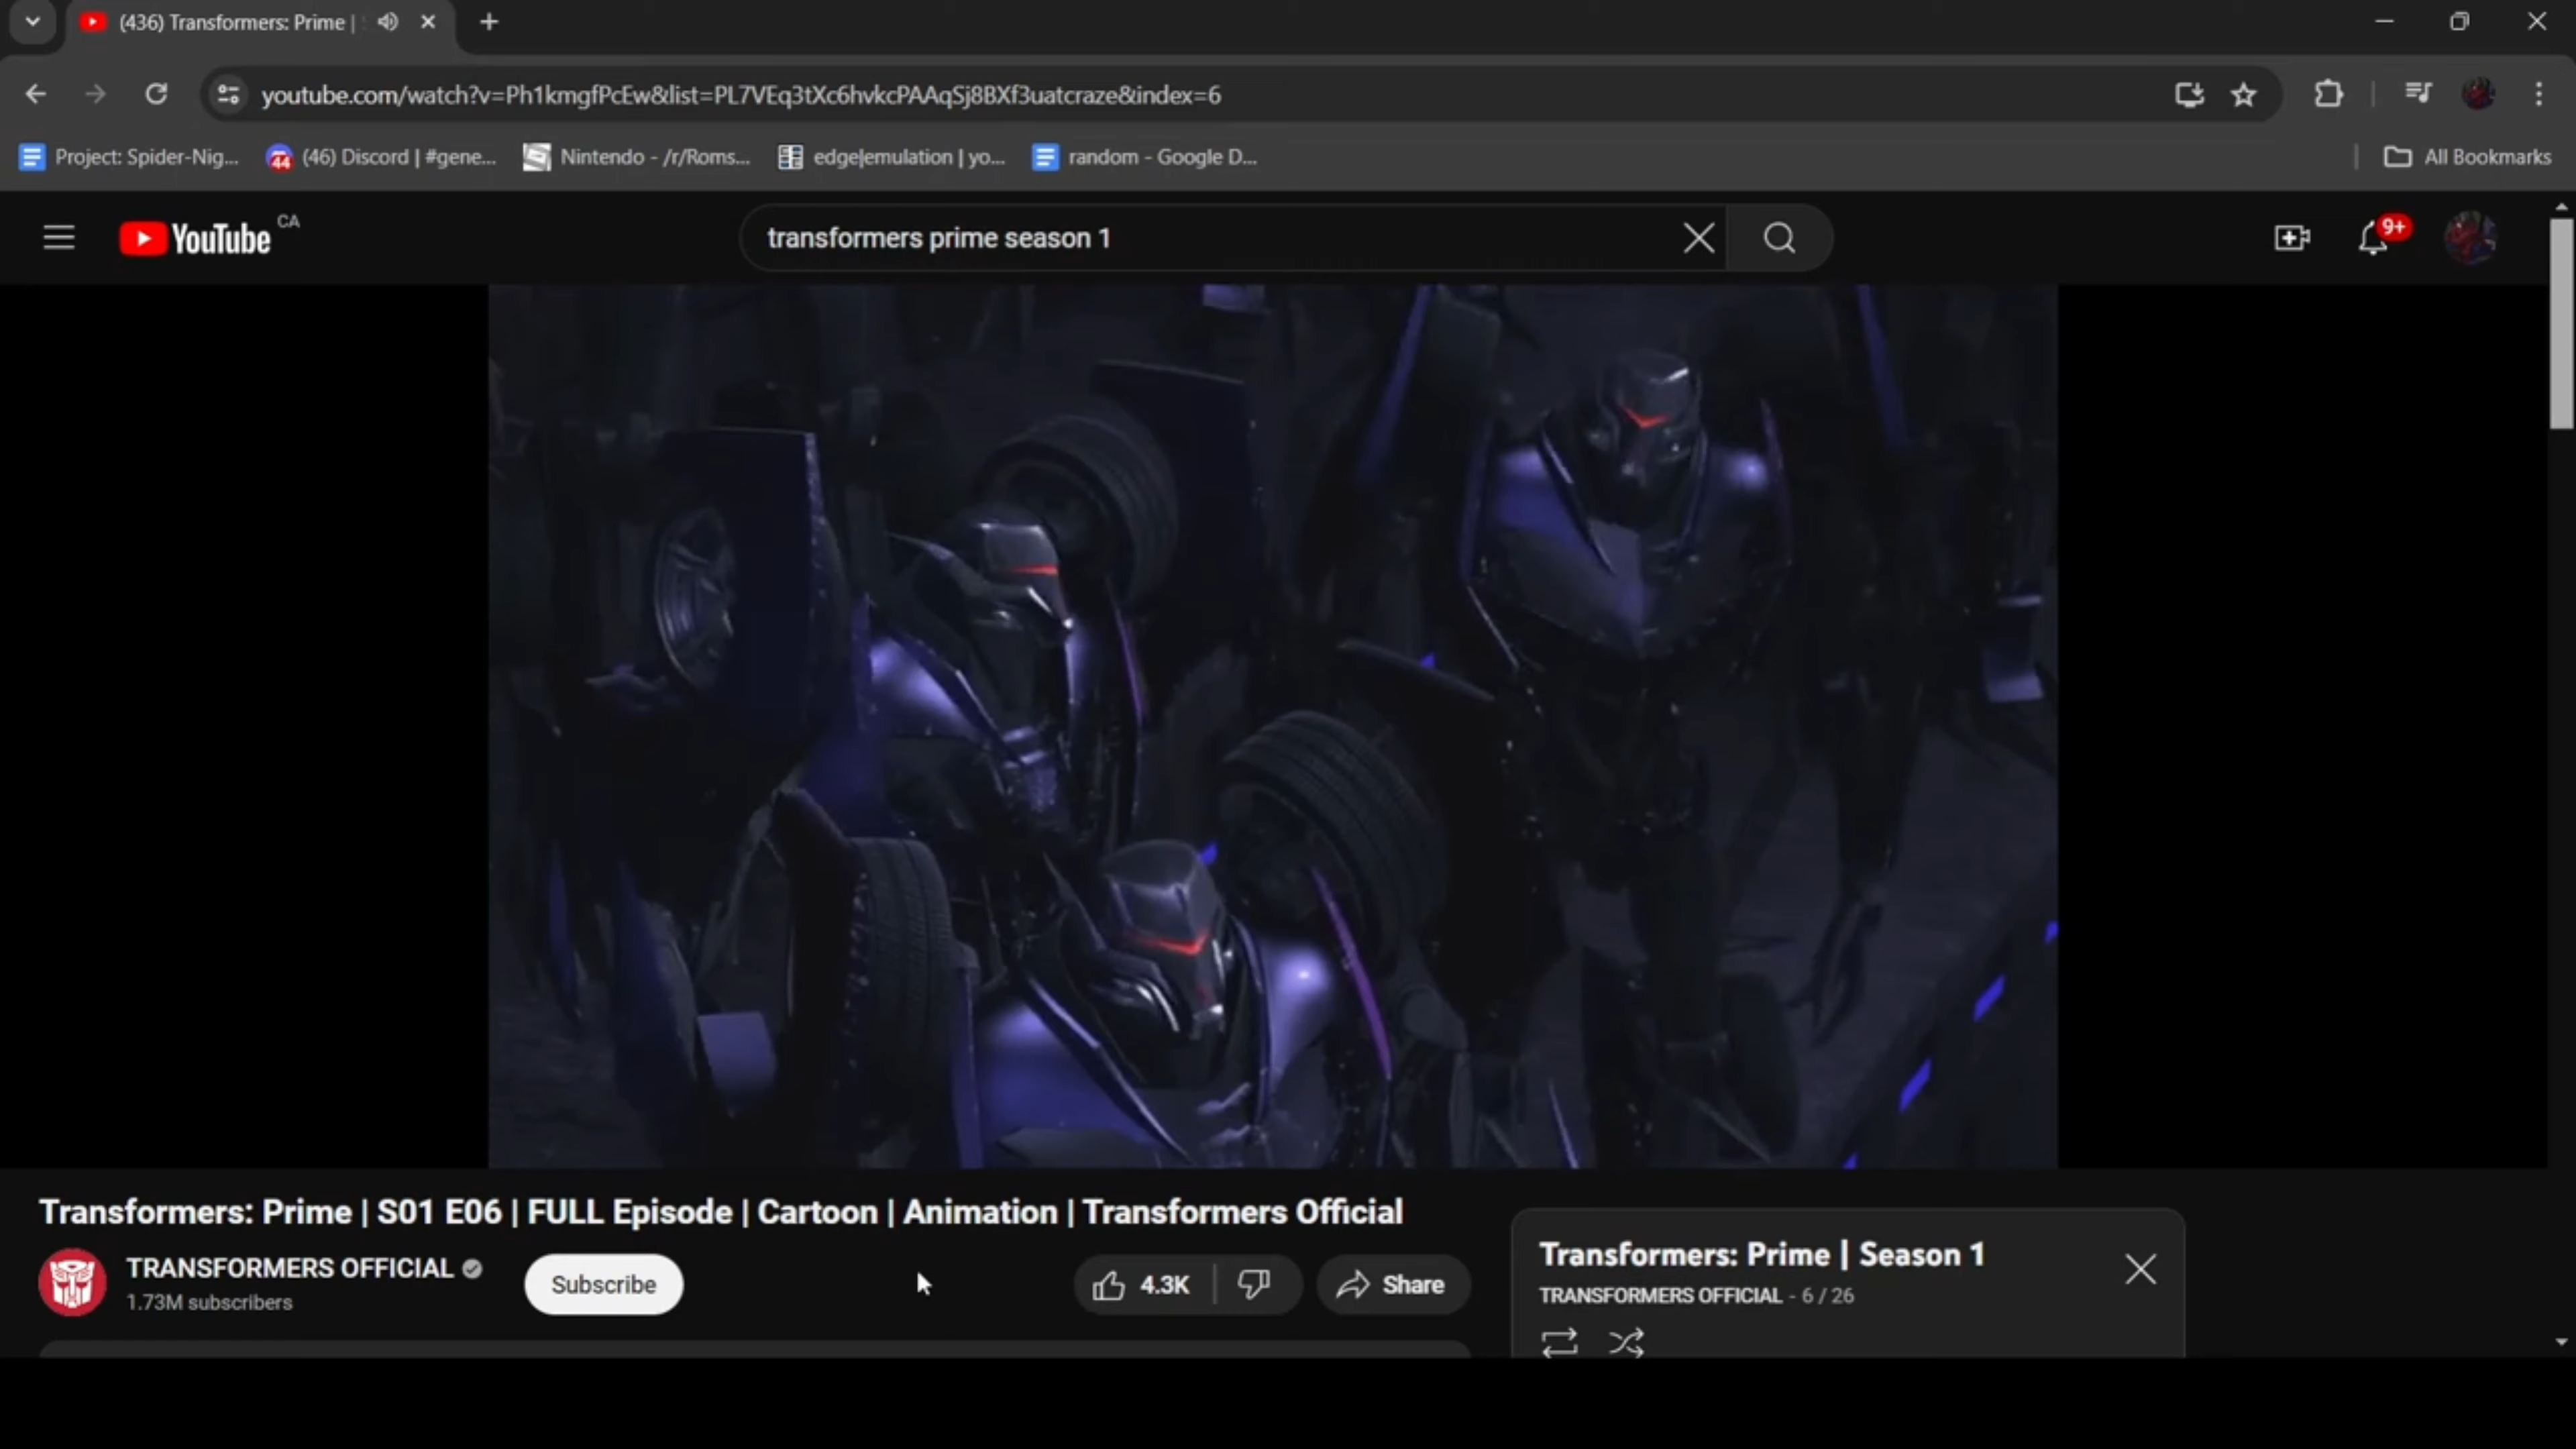 (436) Transformers: Prime |
youtube.com/watch?v=Ph1kmgfPcEw&list=PL7VEq3tXc6hvkcPAAqSj8BXf3uatcraze&index=6
Project: Spider-Nig...
44
(46) Discord | #gene...
Nintendo - /r/Roms...
edge|emulation | yo...
random - Google D...
All Bookmarks
YouTube CA
transformers prime season 1
9+
Transformers: Prime | S01 E06 | FULL Episode | Cartoon | Animation | Transformers Official
TRANSFORMERS OFFICIAL
1.73M subscribers
Subscribe
4.3K
Share
Transformers: Prime | Season 1
TRANSFORMERS OFFICIAL - 6 / 26